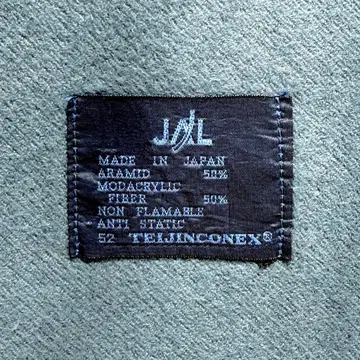 JAL
MADE IN JAPAN
ARAMID 50%
MODACRYLIC
FIBER 50%
NON FLAMABLE
ANTI STATIC
52 TEIJINCONEX®